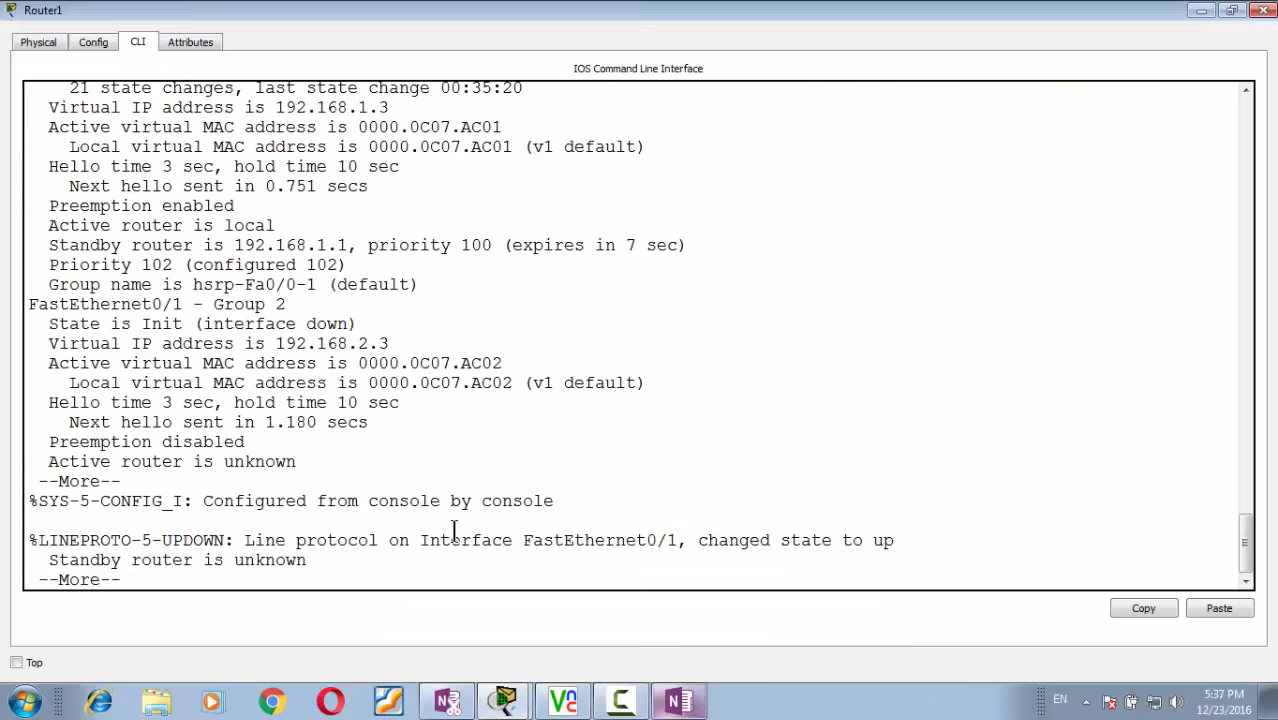 Router1
Physical
Config
CLI
Attributes
IOS Command Line Interface
21 state changes, last state change 00:35:20
Virtual IP address is 192.168.1.3
Active virtual MAC address is 0000.0C07.AC01
Local virtual MAC address is 0000.0C07.AC01 (v1 default)
Hello time 3 sec, hold time 10 sec
Next hello sent in 0.751 secs
Preemption enabled
Active router is local
Standby router is 192.168.1.1, priority 100 (expires in 7 sec)
Priority 102 (configured 102)
Group name is hsrp-Fa0/0-1 (default)
FastEthernet0/1 - Group 2
State is Init (interface down)
Virtual IP address is 192.168.2.3
Active virtual MAC address is 0000.0C07.AC02
Local virtual MAC address is 0000.0C07.AC02 (v1 default)
Hello time 3 sec, hold time 10 sec
Next hello sent in 1.180 secs
Preemption disabled
Active router is unknown
--More--
%SYS-5-CONFIG_I: Configured from console by console
%LINEPROTO-5-UPDOWN: Line protocol on Interface FastEthernet0/1, changed state to up
Standby router is unknown
--More--
Copy
Paste
Top
EN
5:37 PM
12/23/2016